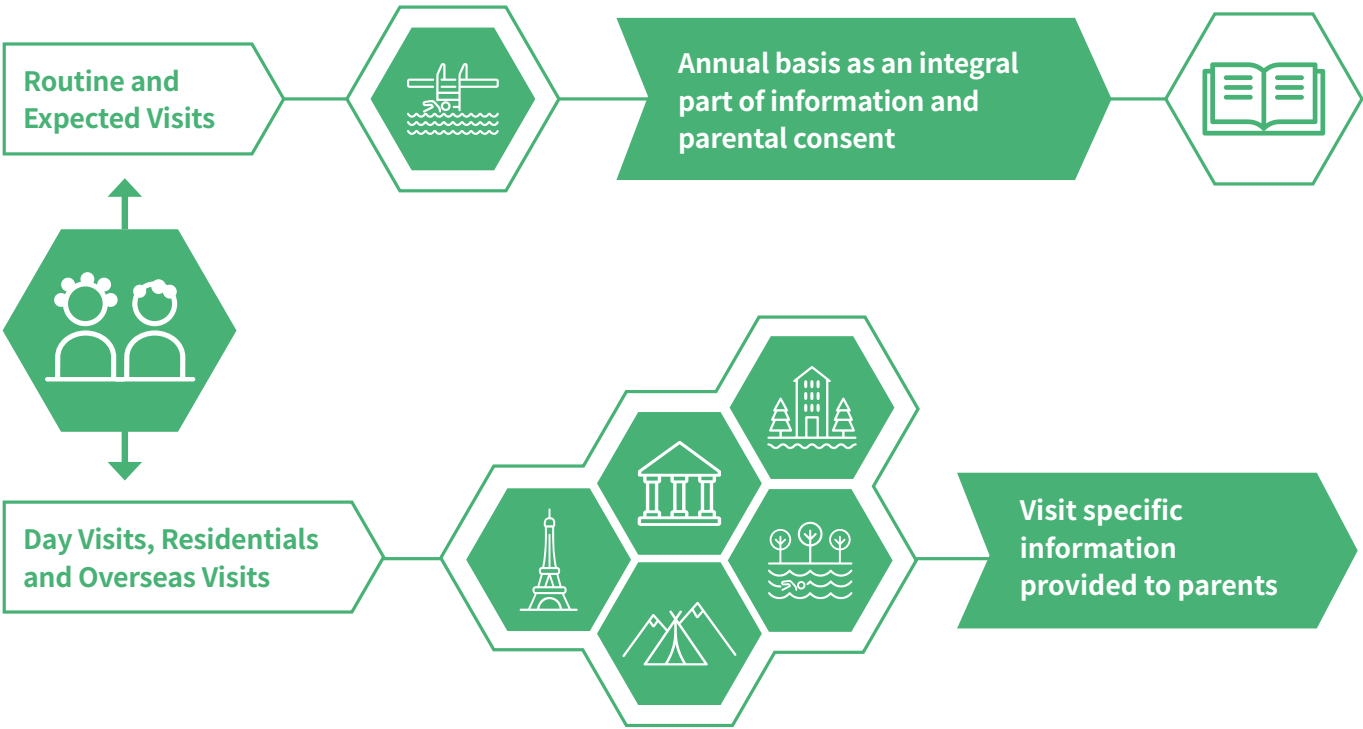 Routine and
Expected Visits
Annual basis as an integral
part of information and
parental consent
Day Visits, Residentials
and Overseas Visits
Visit specific
information
provided to parents